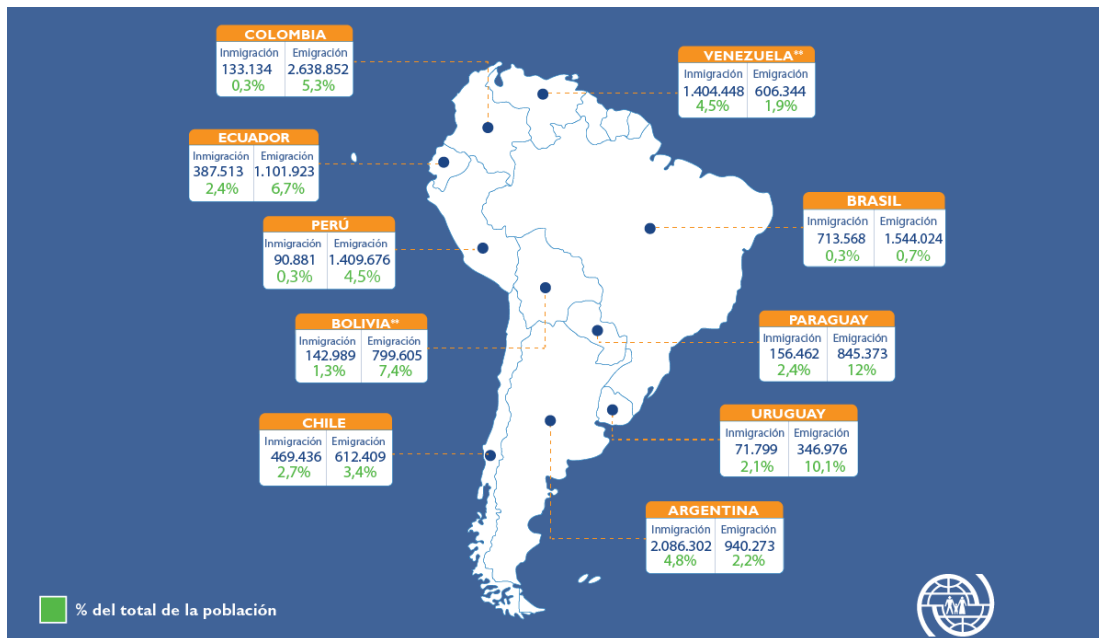 COLOMBIA
Inmigración Emigración
133.134 2.638.852
0,3% 5,3%
VENEZUELA**
Inmigración Emigración
1.404.448 606.344
4,5% 1,9%
ECUADOR
Inmigración Emigración
387.513 1.101.923
2,4% 6,7%
BRASIL
Inmigración Emigración
713.568 1.544.024
0,3% 0,7%
PERÚ
Inmigración Emigración
90.881 1.409.676
0,3% 4,5%
BOLIVIA**
Inmigración Emigración
142.989 799.605
1,3% 7,4%
PARAGUAY
Inmigración Emigración
156.462 845.373
2,4% 12%
CHILE
Inmigración Emigración
469.436 612.409
2,7% 3,4%
URUGUAY
Inmigración Emigración
71.799 346.976
2,1% 10,1%
ARGENTINA
Inmigración Emigración
2.086.302 940.273
4,8% 2,2%
% del total de la población